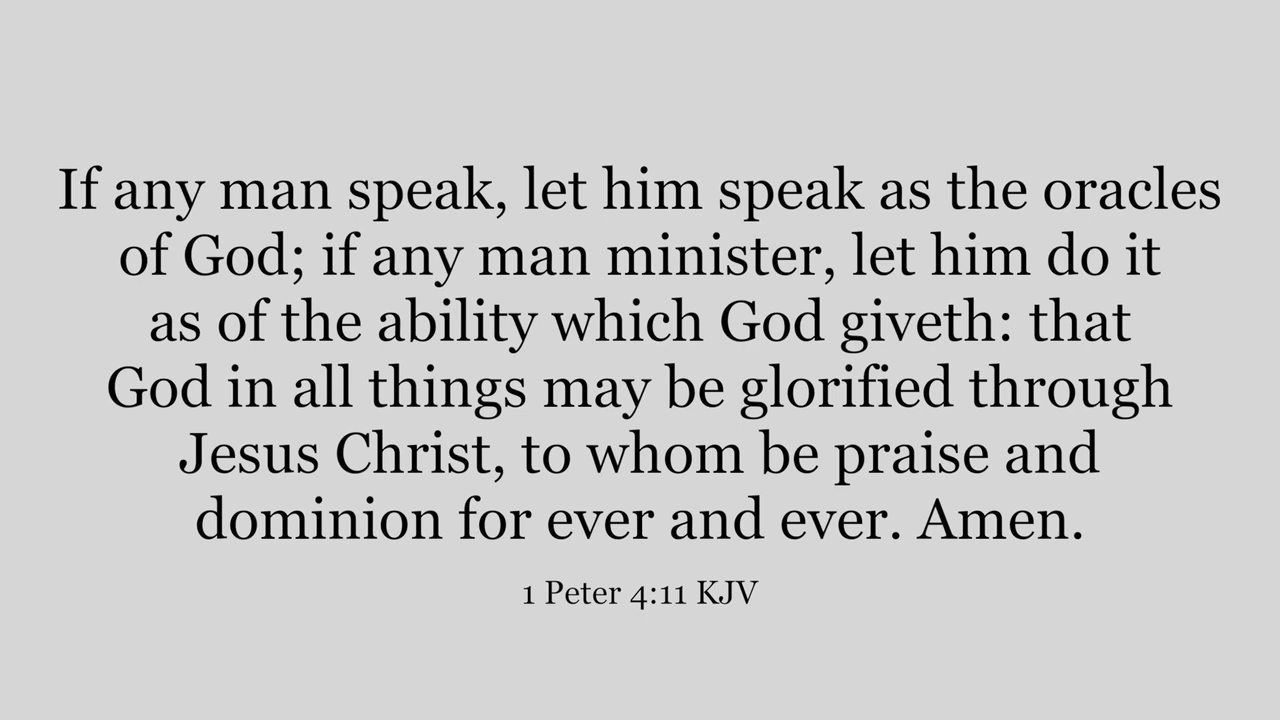 If any man speak, let him speak as the oracles
of God; if any man minister, let him do it
as of the ability which God giveth: that
God in all things may be glorified through
Jesus Christ, to whom be praise and
dominion for ever and ever. Amen.
1 Peter 4:11 KJV